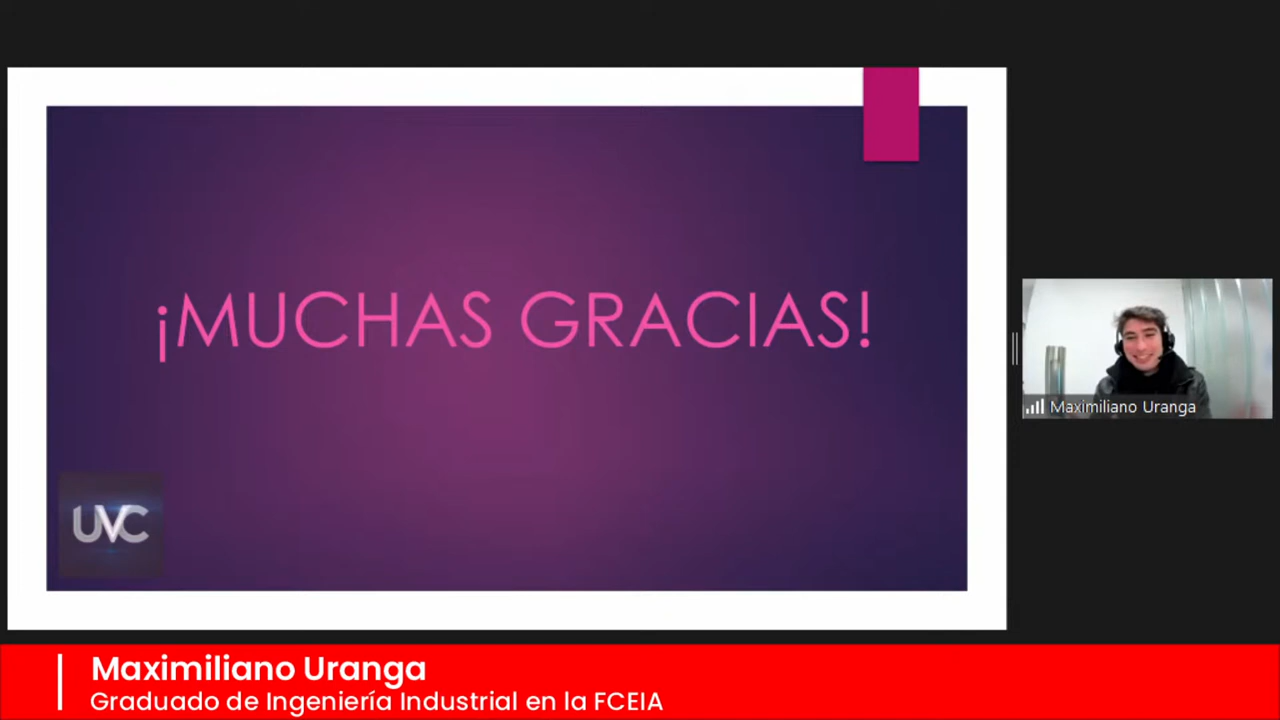 ¡MUCHAS GRACIAS!
UVC
Maximiliano Uranga
Maximiliano Uranga
Graduado de Ingeniería Industrial en la FCEIA